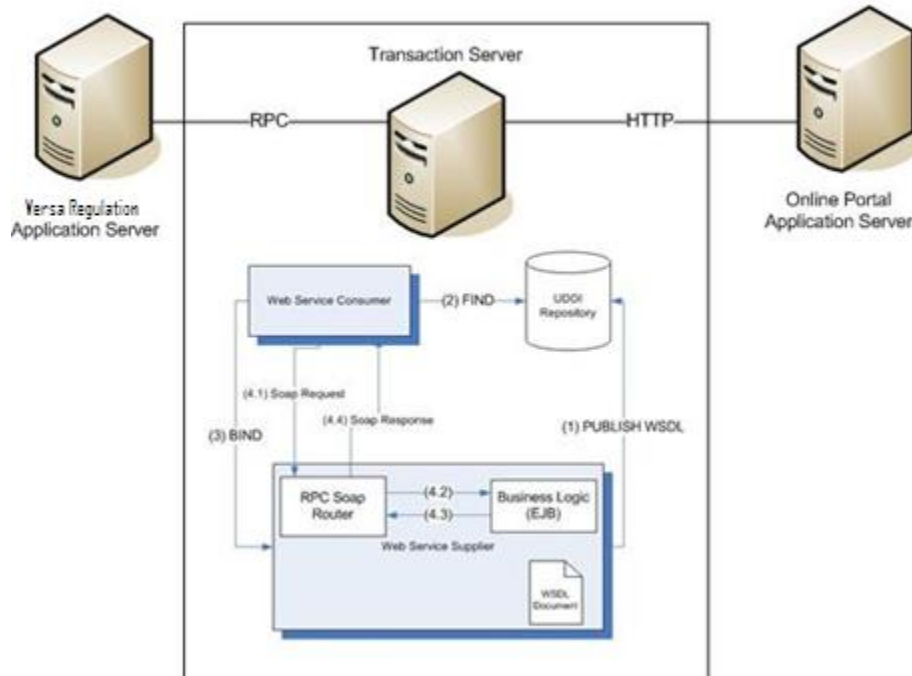 Transaction Server
RPC
HTTP
Versa Regulation
Application Server
Online Portal
Application Server
Web Service Consumer
(2) FIND
UDDI
Repository
(4.1) Soap Request
(4.4) Soap Response
(3) BIND
(1) PUBLISH WSDL
RPC Soap
Router
(4.2)
(4.3)
Business Logic
(EJB)
Web Service Supplier
WSDL
Document